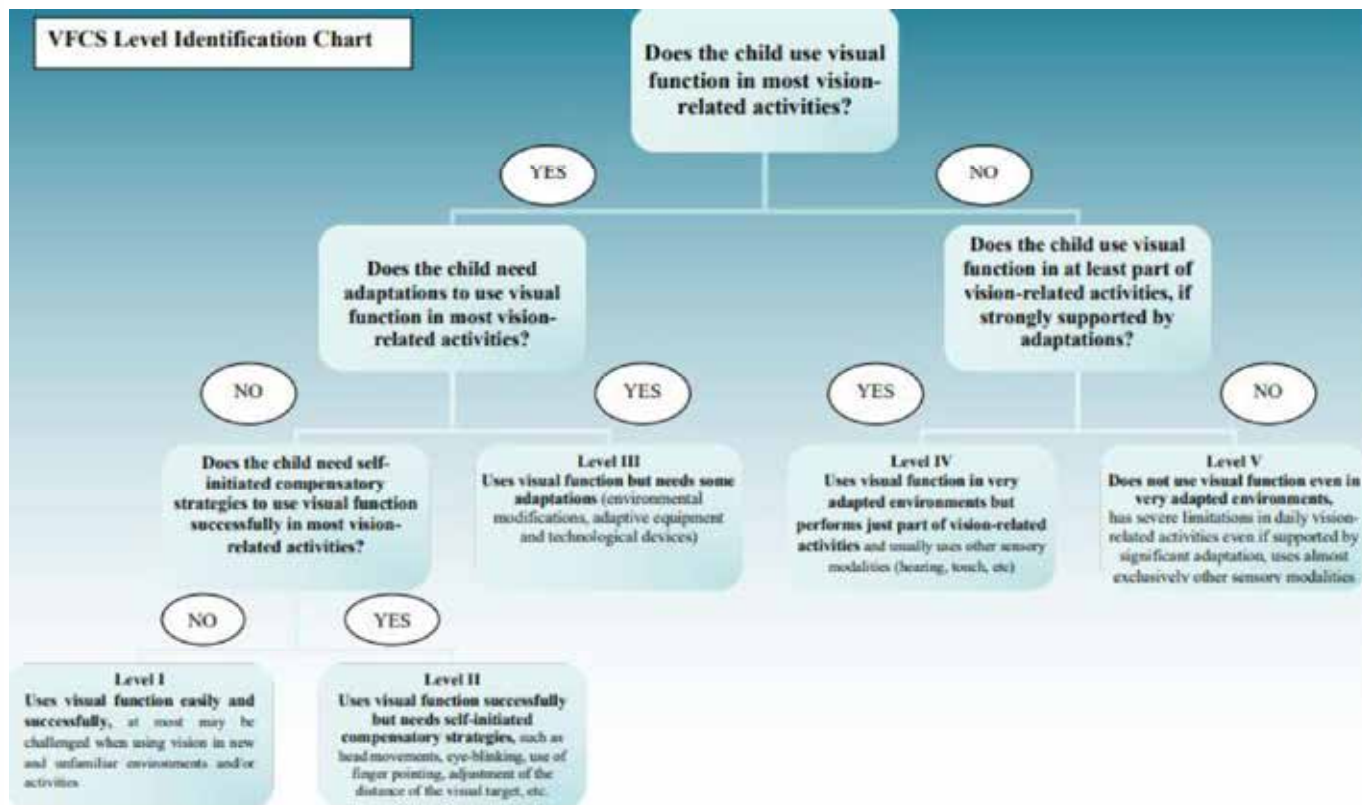 VFCS Level Identification Chart
Does the child use visual
function in most vision-
related activities?
YES
NO
Does the child need
adaptations to use visual
function in most vision-
related activities?
Does the child use visual
function in at least part of
vision-related activities, if
strongly supported by
adaptations?
NO
YES
YES
NO
Does the child need self-
initiated compensatory
strategies to use visual function
successfully in most vision-
related activities?
Level III
Uses visual function but needs some
adaptations (environmental
modifications, adaptive equipment
and technological devices)
Level IV
Uses visual function in very
adapted environments but
performs just part of vision-related
activities and usually uses other sensory
modalities (hearing, touch, etc)
Level V
Does not use visual function even in
very adapted environments,
has severe limitations in daily vision-
related activities even if supported by
significant adaptation, uses almost
exclusively other sensory modalities
NO
YES
Level I
Uses visual function easily and
successfully, at most may be
challenged when using vision in new
and unfamiliar environments and/or
activities
Level II
Uses visual function successfully
but needs self-initiated
compensatory strategies, such as
head movements, eye-blinking, use of
finger pointing, adjustment of the
distance of the visual target, etc.